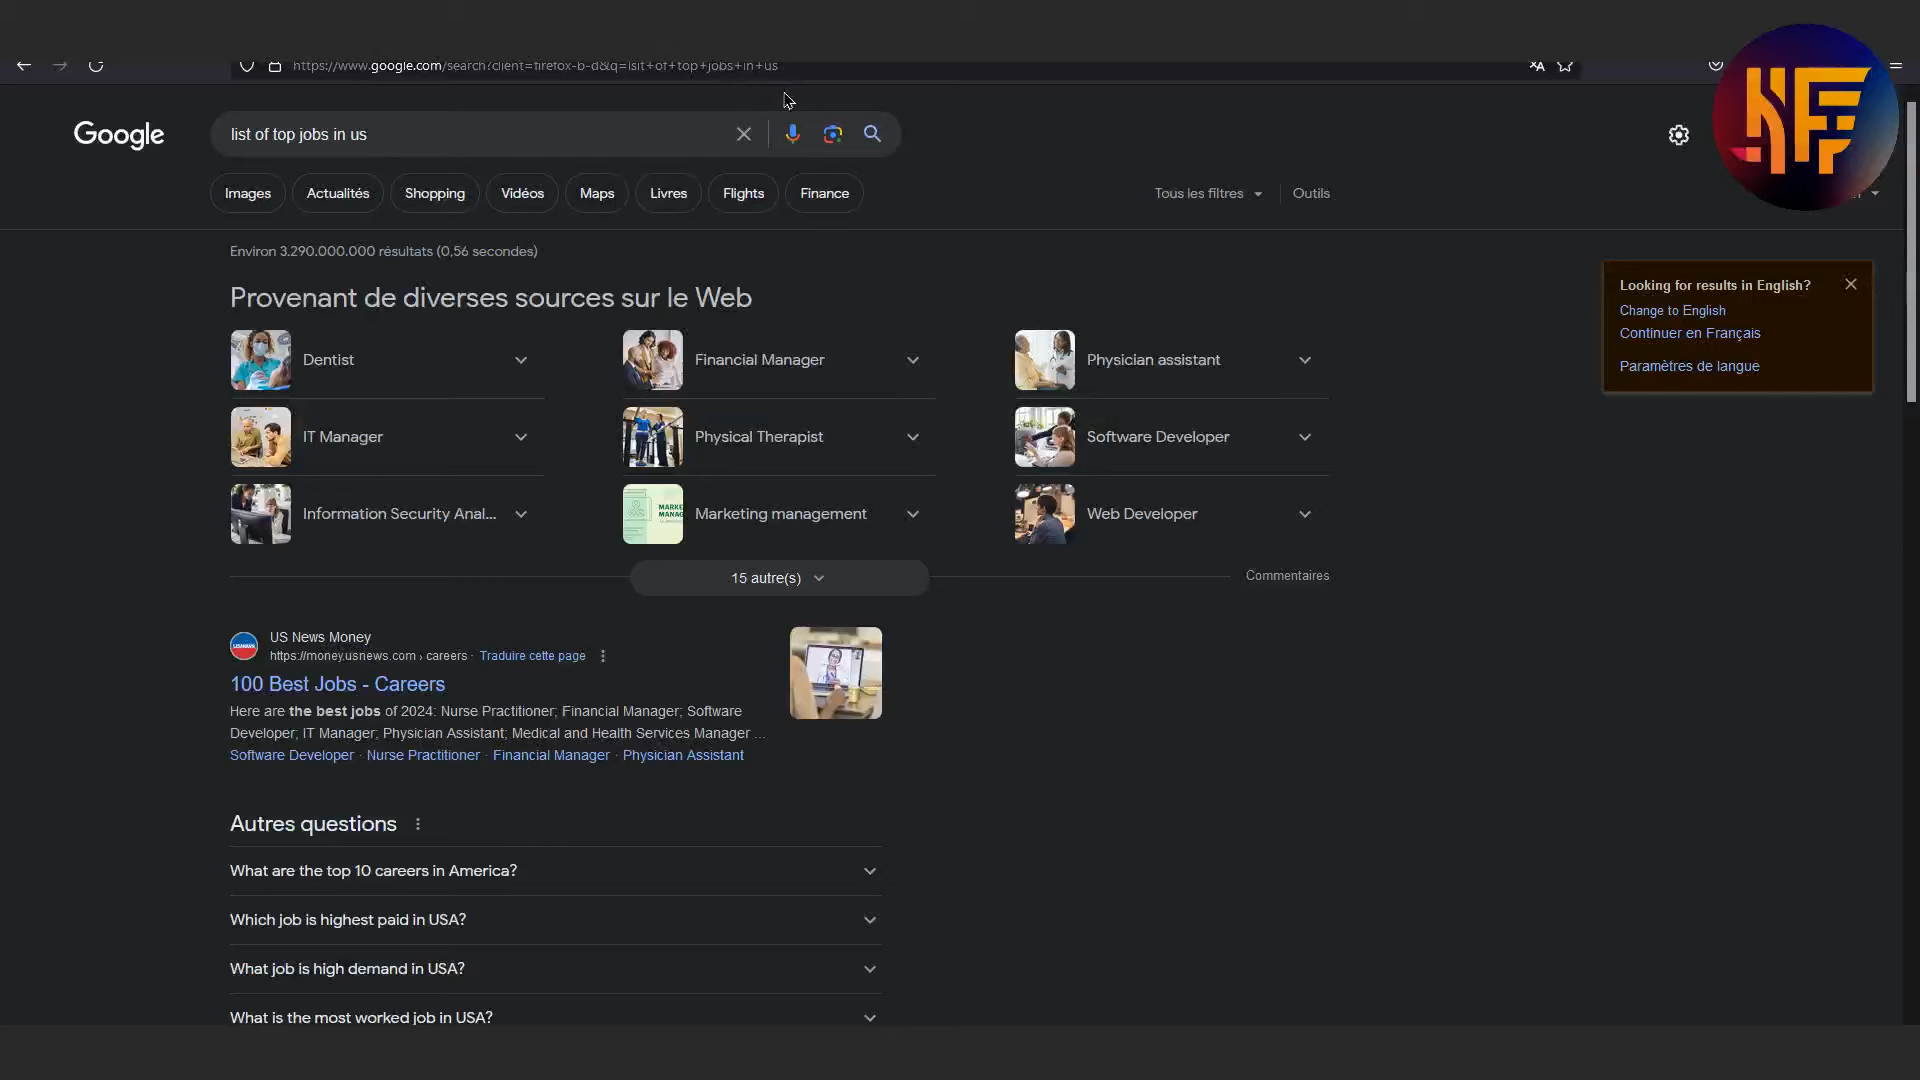 https://www.google.com/search?client=firefox-b-d&q=lsit+of+top+jobs+in+us
Google
list of top jobs in us
Images
Actualités
Shopping
Vidéos
Maps
Livres
Flights
Finance
Tous les filtres
Outils
Environ 3.290.000.000 résultats (0,56 secondes)
Looking for results in English?
Change to English
Continuer en Français
Paramètres de langue
Provenant de diverses sources sur le Web
Dentist
Financial Manager
Physician assistant
IT Manager
Physical Therapist
Software Developer
Information Security Anal...
Marketing management
Web Developer
15 autre(s)
Commentaires
US News Money
https://money.usnews.com › careers · Traduire cette page
100 Best Jobs - Careers
Here are the best jobs of 2024: Nurse Practitioner; Financial Manager; Software
Developer; IT Manager; Physician Assistant; Medical and Health Services Manager ...
Software Developer · Nurse Practitioner · Financial Manager · Physician Assistant
Autres questions
What are the top 10 careers in America?
Which job is highest paid in USA?
What job is high demand in USA?
What is the most worked job in USA?